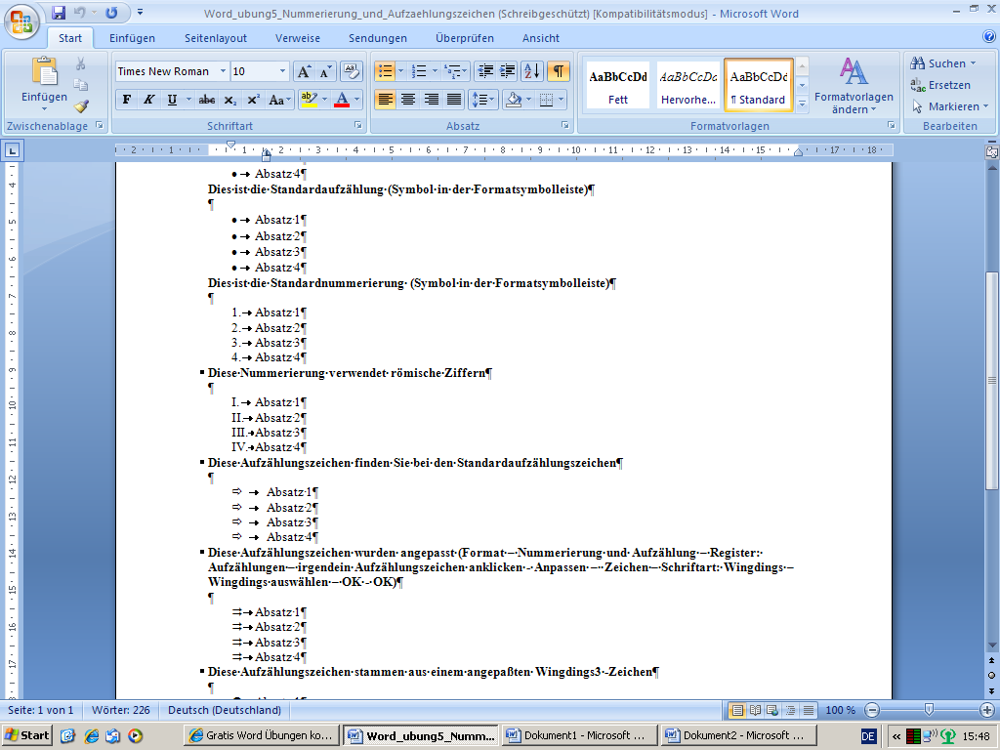 Word_ubung5_Nummerierung_und_Aufzaehlungszeichen (Schreibgeschützt) [Kompatibilitätsmodus] - Microsoft Word
Start Einfügen Seitenlayout Verweise Sendungen Überprüfen Ansicht
Einfügen
Zwischenablage
Times New Roman 10
F K U abc x₂ x² Aa ab A
Schriftart
Absatz
AaBbCcDd AaBbCcDc AaBbCcDd
Fett Hervorhe... ¶ Standard
Formatvorlagen ändern
Formatvorlagen
Suchen
Ersetzen
Markieren
Bearbeiten
2 1 1 2 3 4 5 6 7 8 9 10 11 12 13 14 15 17 18
● → Absatz·4¶
Dies·ist·die·Standardaufzählung·(Symbol·in·der·Formatsymbolleiste)¶
¶
● → Absatz·1¶
● → Absatz·2¶
● → Absatz·3¶
● → Absatz·4¶
Dies·ist·die·Standardnummerierung·(Symbol·in·der·Formatsymbolleiste)¶
¶
1.→ Absatz·1¶
2.→ Absatz·2¶
3.→ Absatz·3¶
4.→ Absatz·4¶
▪ Diese·Nummerierung·verwendet·römische·Ziffern¶
¶
I.→ Absatz·1¶
II.→ Absatz·2¶
III.→Absatz·3¶
IV.→Absatz·4¶
▪ Diese·Aufzählungszeichen·finden·Sie·bei·den·Standardaufzählungszeichen¶
¶
⇨ → Absatz·1¶
⇨ → Absatz·2¶
⇨ → Absatz·3¶
⇨ → Absatz·4¶
▪ Diese·Aufzählungszeichen·wurden·angepasst·(Format·–·Nummerierung·und·Aufzählung·–·Register:·
Aufzählungen·–·irgendein·Aufzählungszeichen·anklicken·-·Anpassen·–·Zeichen·–·Schriftart:·Wingdings·–
Wingdings·auswählen·–·OK·-·OK)¶
¶
⇉→ Absatz·1¶
⇉→ Absatz·2¶
⇉→ Absatz·3¶
⇉→ Absatz·4¶
▪ Diese·Aufzählungszeichen·stammen·aus·einem·angepaßten·Wingdings3·-Zeichen¶
¶
Seite: 1 von 1 Wörter: 226 Deutsch (Deutschland) 100 %
Start Gratis Word Übungen ko... Word_ubung5_Numm... Dokument1 - Microsoft ... Dokument2 - Microsoft ... DE « 15:48